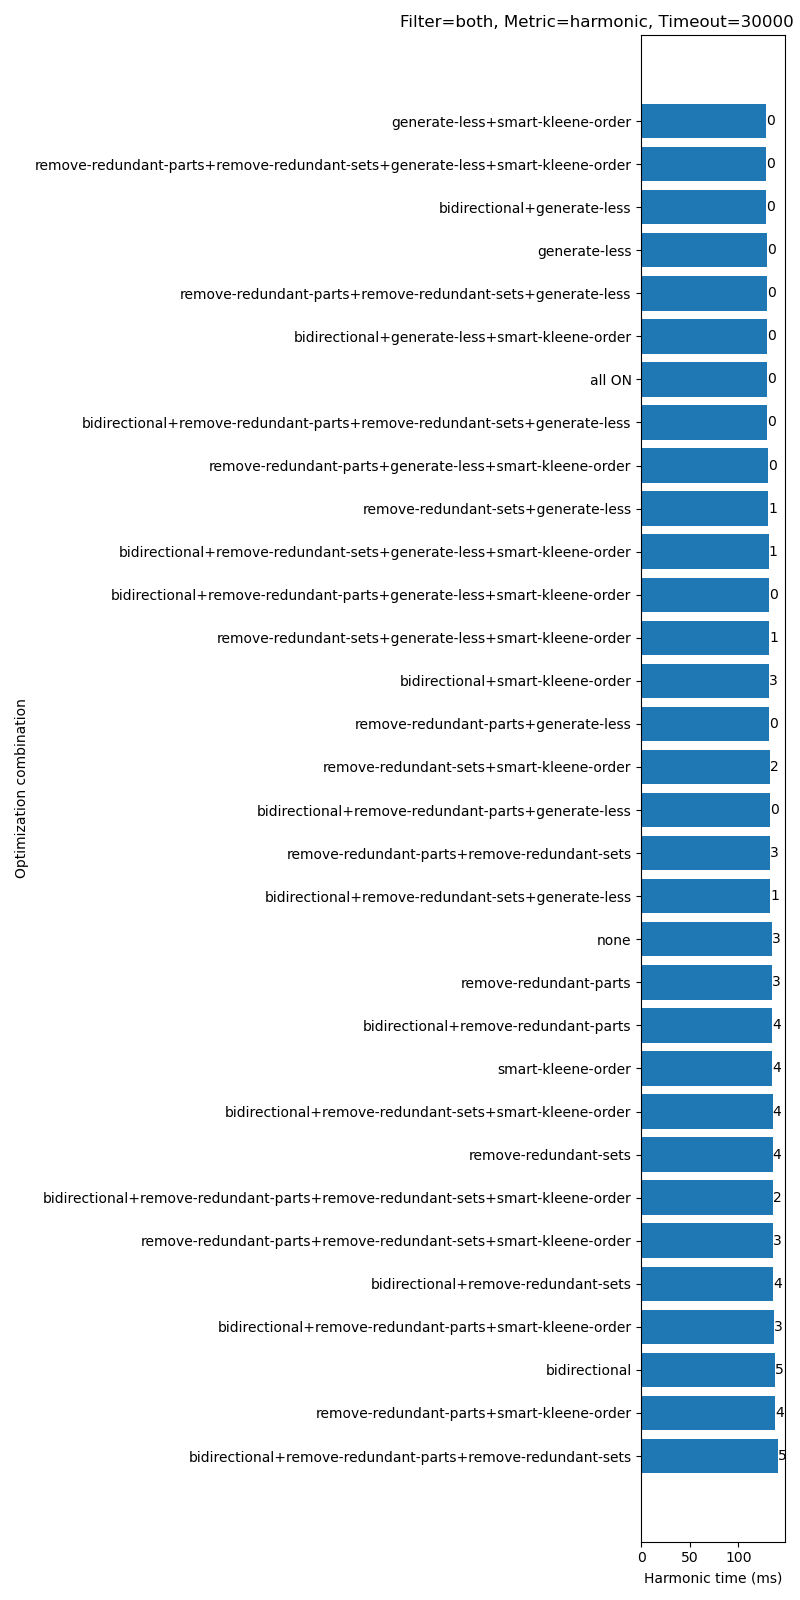 Filter=both, Metric=harmonic, Timeout=30000
generate-less+smart-kleene-order 0
remove-redundant-parts+remove-redundant-sets+generate-less+smart-kleene-order 0
bidirectional+generate-less 0
generate-less 0
remove-redundant-parts+remove-redundant-sets+generate-less 0
bidirectional+generate-less+smart-kleene-order 0
all ON 0
bidirectional+remove-redundant-parts+remove-redundant-sets+generate-less 0
remove-redundant-parts+generate-less+smart-kleene-order 0
remove-redundant-sets+generate-less 1
bidirectional+remove-redundant-sets+generate-less+smart-kleene-order 1
bidirectional+remove-redundant-parts+generate-less+smart-kleene-order 0
remove-redundant-sets+generate-less+smart-kleene-order 1
bidirectional+smart-kleene-order 3
remove-redundant-parts+generate-less 0
remove-redundant-sets+smart-kleene-order 2
bidirectional+remove-redundant-parts+generate-less 0
remove-redundant-parts+remove-redundant-sets 3
bidirectional+remove-redundant-sets+generate-less 1
none 3
remove-redundant-parts 3
bidirectional+remove-redundant-parts 4
smart-kleene-order 4
bidirectional+remove-redundant-sets+smart-kleene-order 4
remove-redundant-sets 4
bidirectional+remove-redundant-parts+remove-redundant-sets+smart-kleene-order 2
remove-redundant-parts+remove-redundant-sets+smart-kleene-order 3
bidirectional+remove-redundant-sets 4
bidirectional+remove-redundant-parts+smart-kleene-order 3
bidirectional 5
remove-redundant-parts+smart-kleene-order 4
bidirectional+remove-redundant-parts+remove-redundant-sets 5
Optimization combination
0 50 100
Harmonic time (ms)